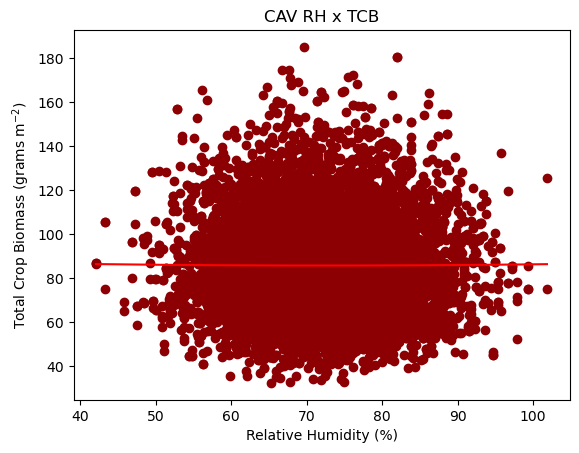 CAV RH x TCB
Total Crop Biomass (grams m⁻²)
180
160
140
120
100
80
60
40
40 50 60 70 80 90 100
Relative Humidity (%)